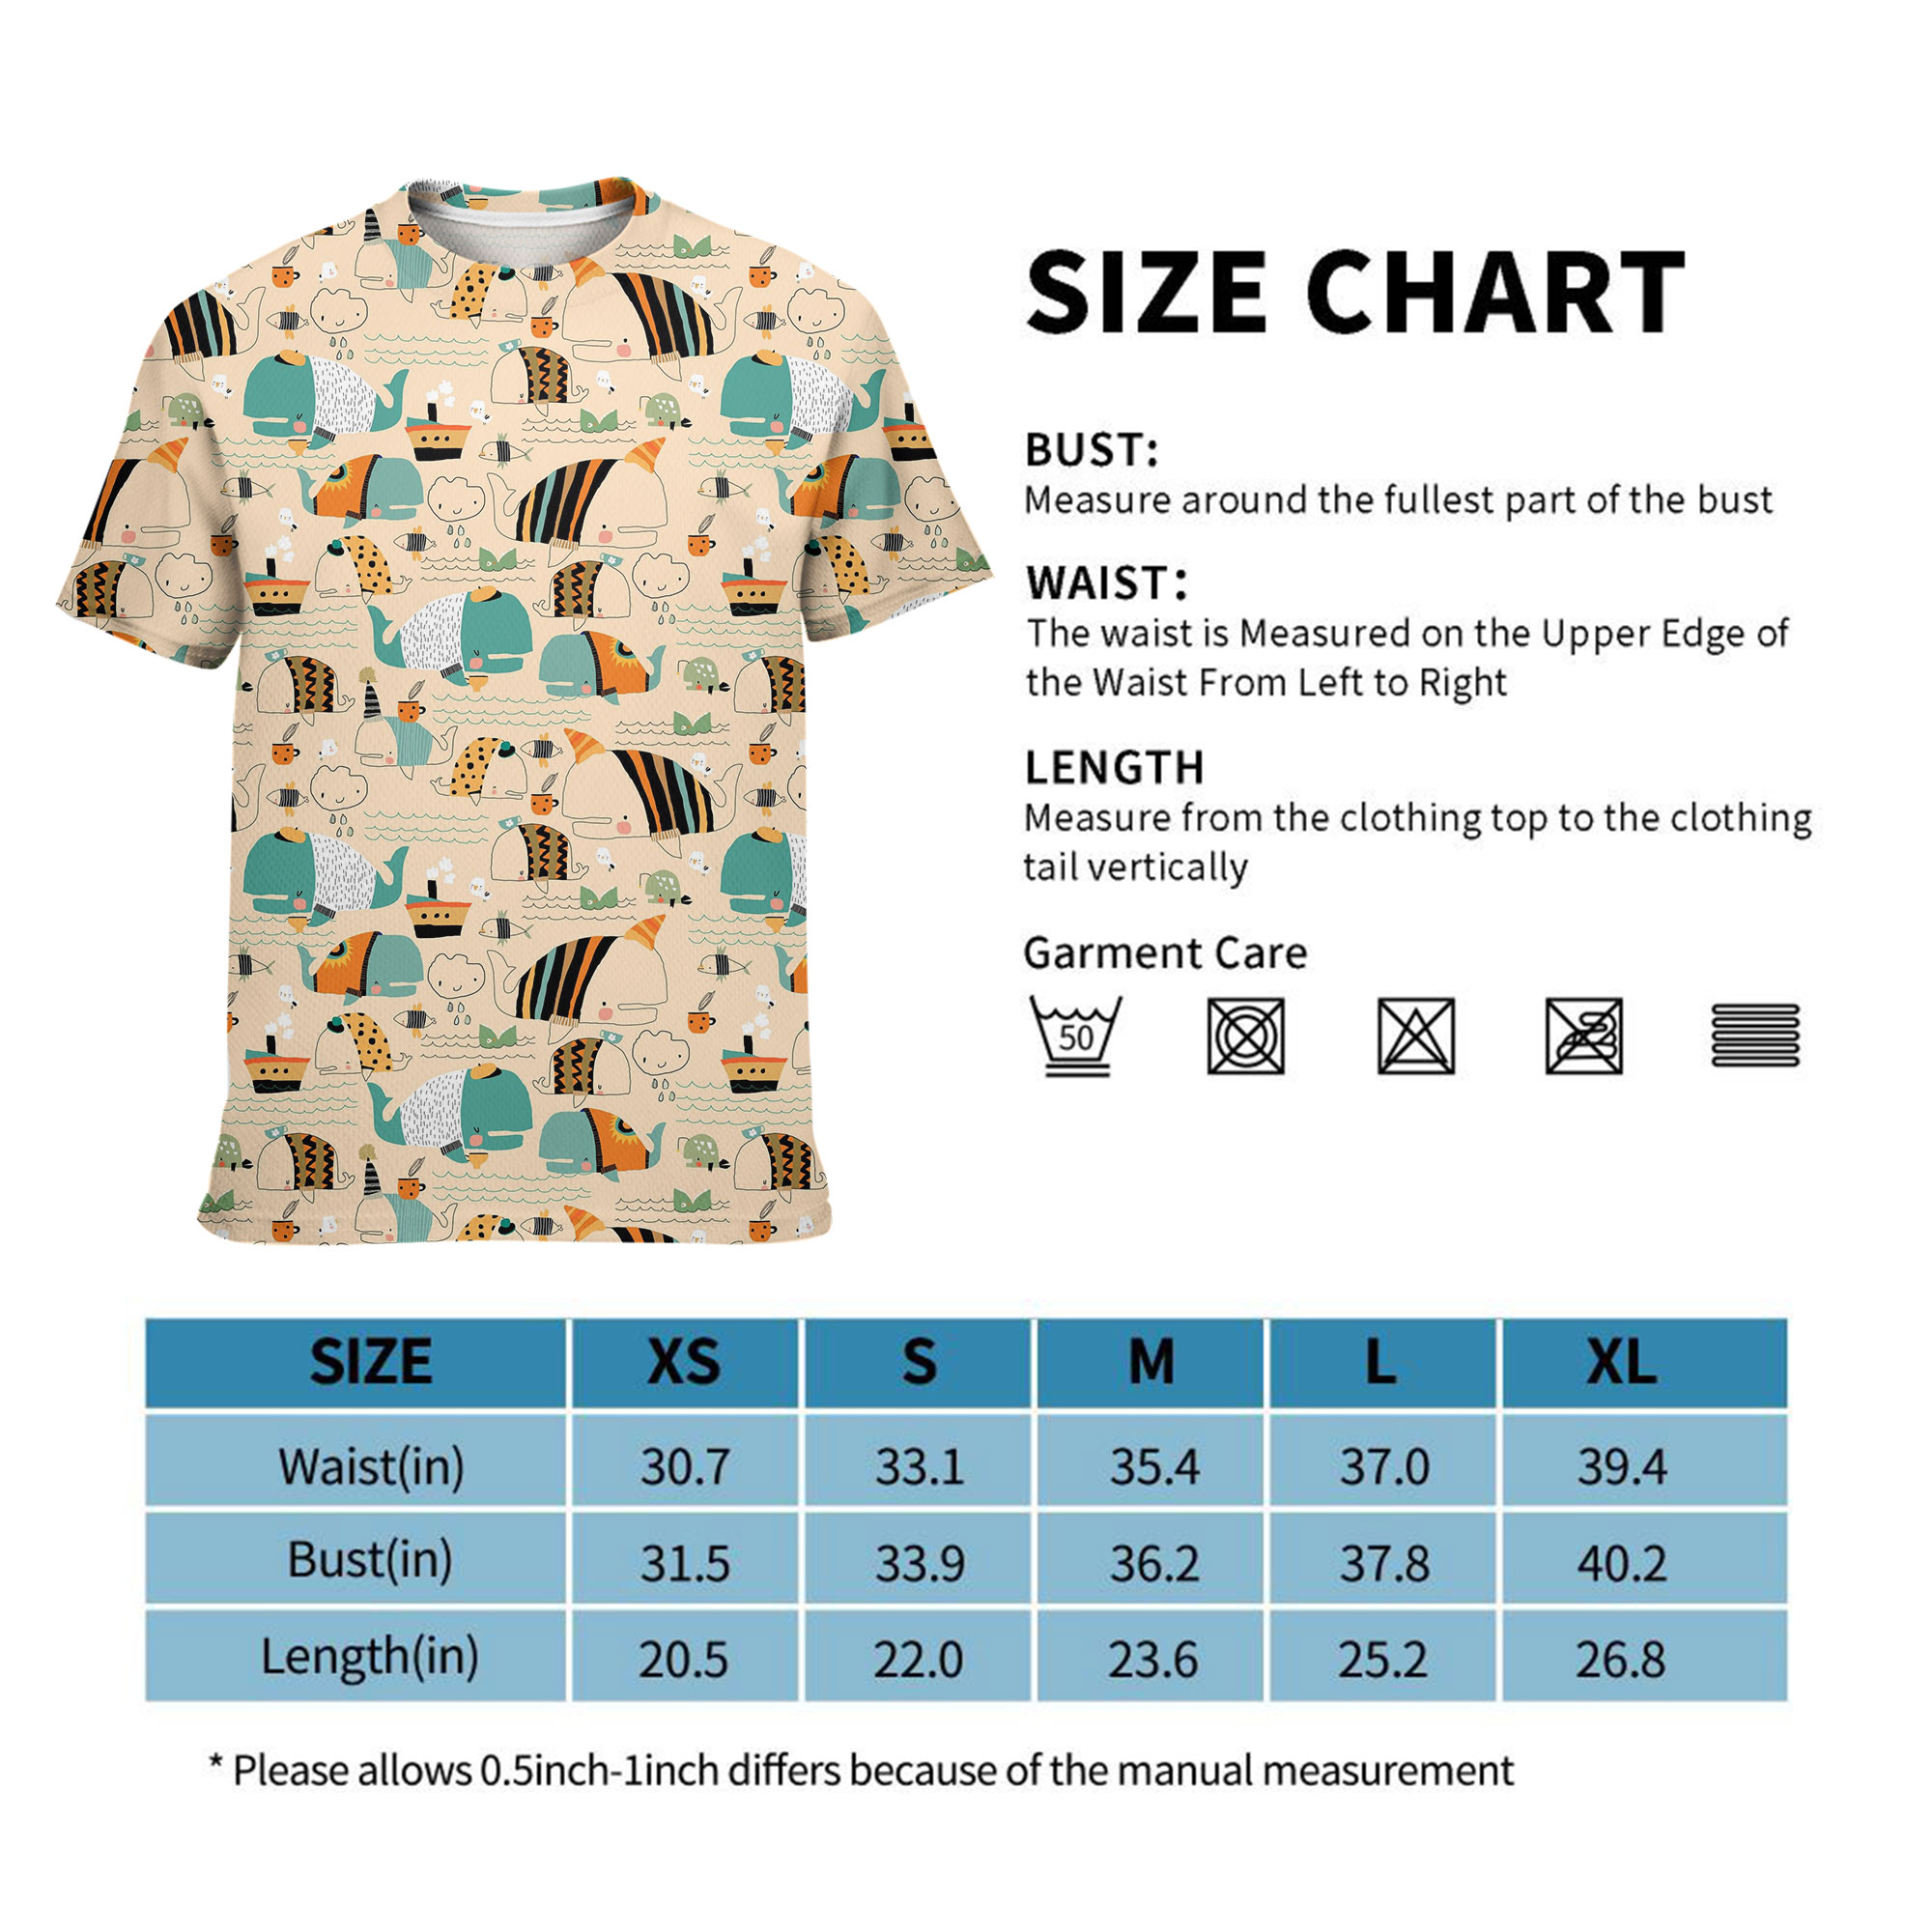 SIZE CHART
BUST:
Measure around the fullest part of the bust
WAIST:
The waist is Measured on the Upper Edge of
the Waist From Left to Right
LENGTH
Measure from the clothing top to the clothing
tail vertically
Garment Care
50
SIZE XS S M L XL
Waist(in) 30.7 33.1 35.4 37.0 39.4
Bust(in) 31.5 33.9 36.2 37.8 40.2
Length(in) 20.5 22.0 23.6 25.2 26.8
* Please allows 0.5inch-1inch differs because of the manual measurement